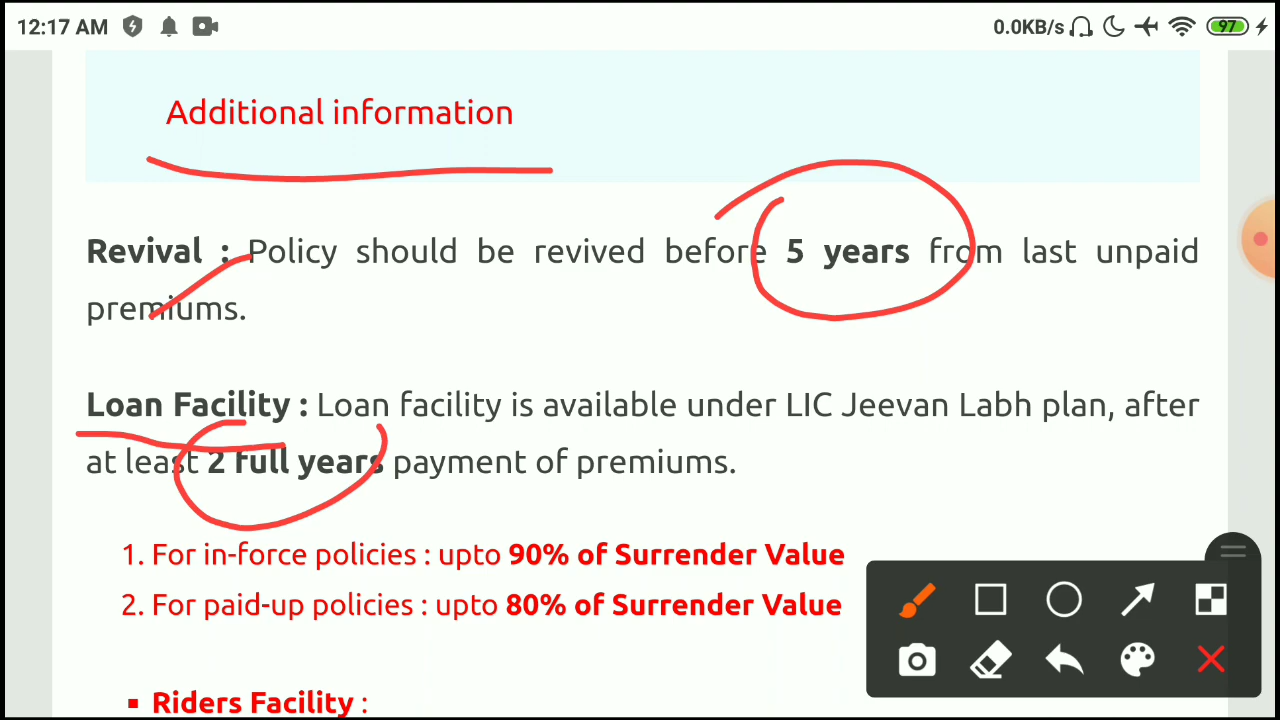 12:17 AM 0.0KB/s 97
Additional information
Revival : Policy should be revived before 5 years from last unpaid
premiums.
Loan Facility : Loan facility is available under LIC Jeevan Labh plan, after
at least 2 full years payment of premiums.
1. For in-force policies : upto 90% of Surrender Value
2. For paid-up policies : upto 80% of Surrender Value
▪ Riders Facility :